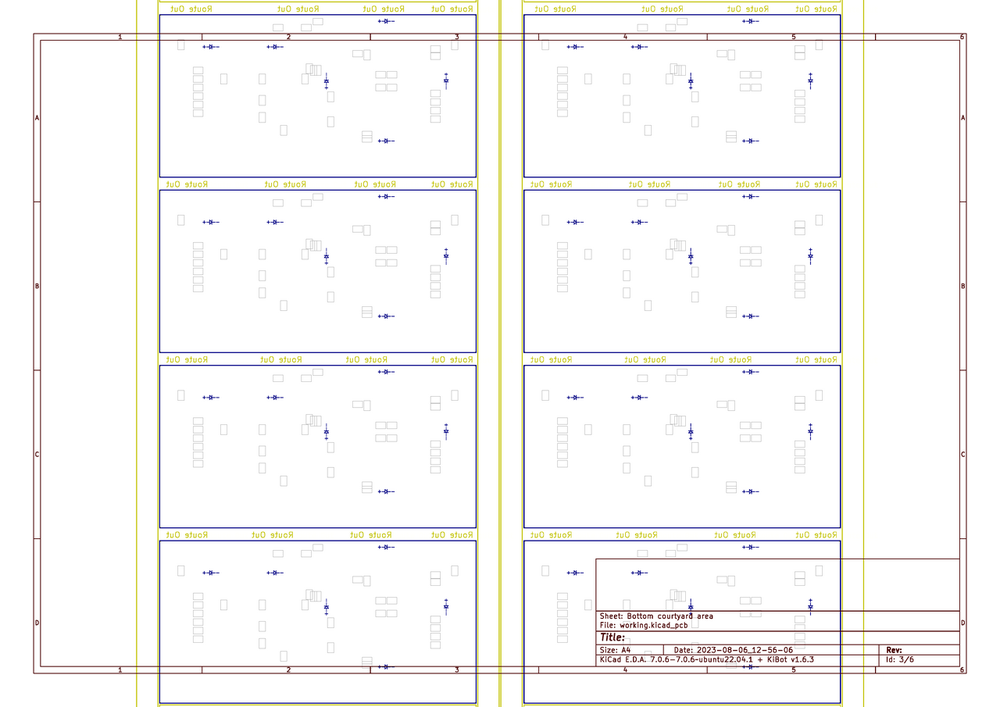 Route Out Route Out Route Out Route Out Route Out Route Out Route Out Route Out
1 2 3 4 5 6
A A
Route Out Route Out Route Out Route Out Route Out Route Out Route Out Route Out
B B
Route Out Route Out Route Out Route Out Route Out Route Out Route Out Route Out
C C
Route Out Route Out Route Out Route Out Route Out Route Out Route Out Route Out
Sheet: Bottom courtyard area
D D
File: working.kicad_pcb
Title:
Size: A4 Date: 2023-08-06_12-56-06 Rev:
KiCad E.D.A. 7.0.6-7.0.6-ubuntu22.04.1 + KiBot v1.6.3 Id: 3/6
1 2 3 4 5 6